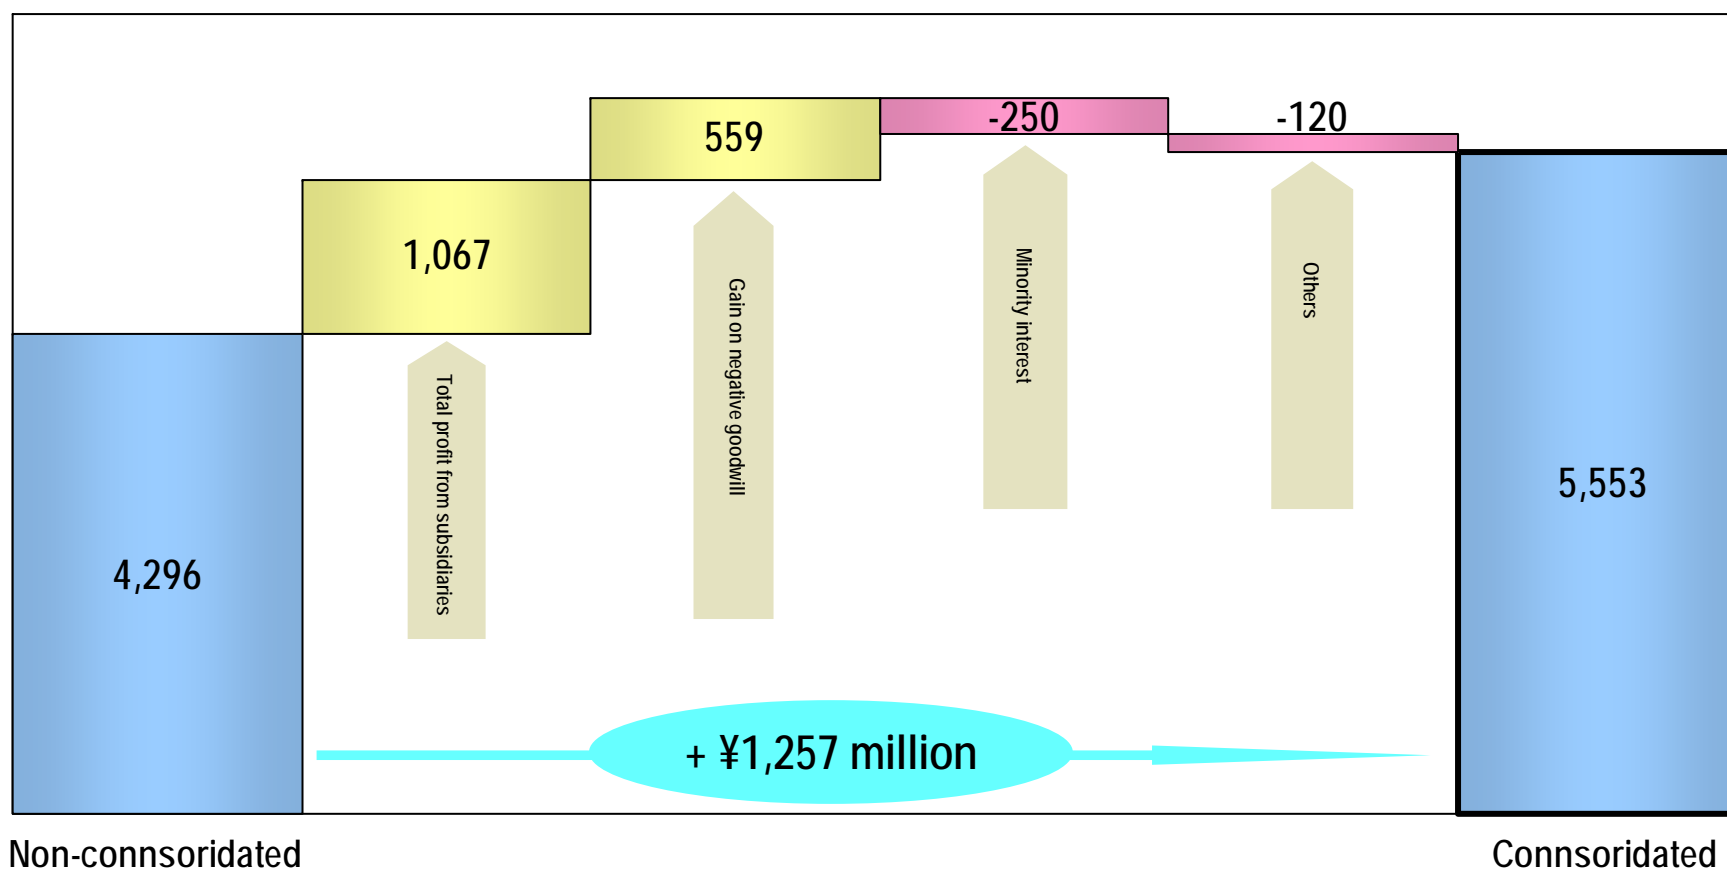 559
-250
-120
1,067
Total profit from subsidiaries
Gain on negative goodwill
Minority interest
Others
4,296
5,553
+ ¥1,257 million
Non-connsoridated
Connsoridated